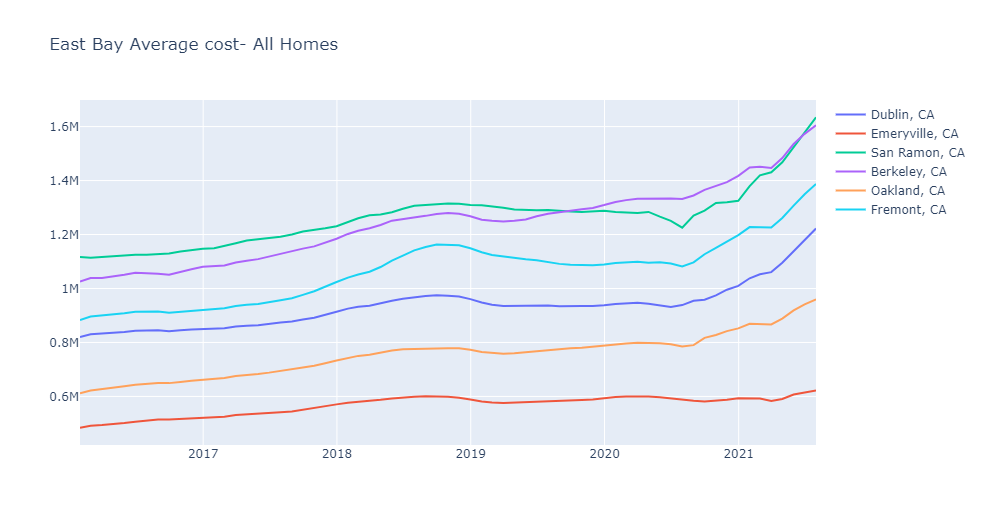 East Bay Average cost- All Homes
1.6M
1.4M
1.2M
1M
0.8M
0.6M
2017
2018
2019
2020
2021
Dublin, CA
Emeryville, CA
San Ramon, CA
Berkeley, CA
Oakland, CA
Fremont, CA